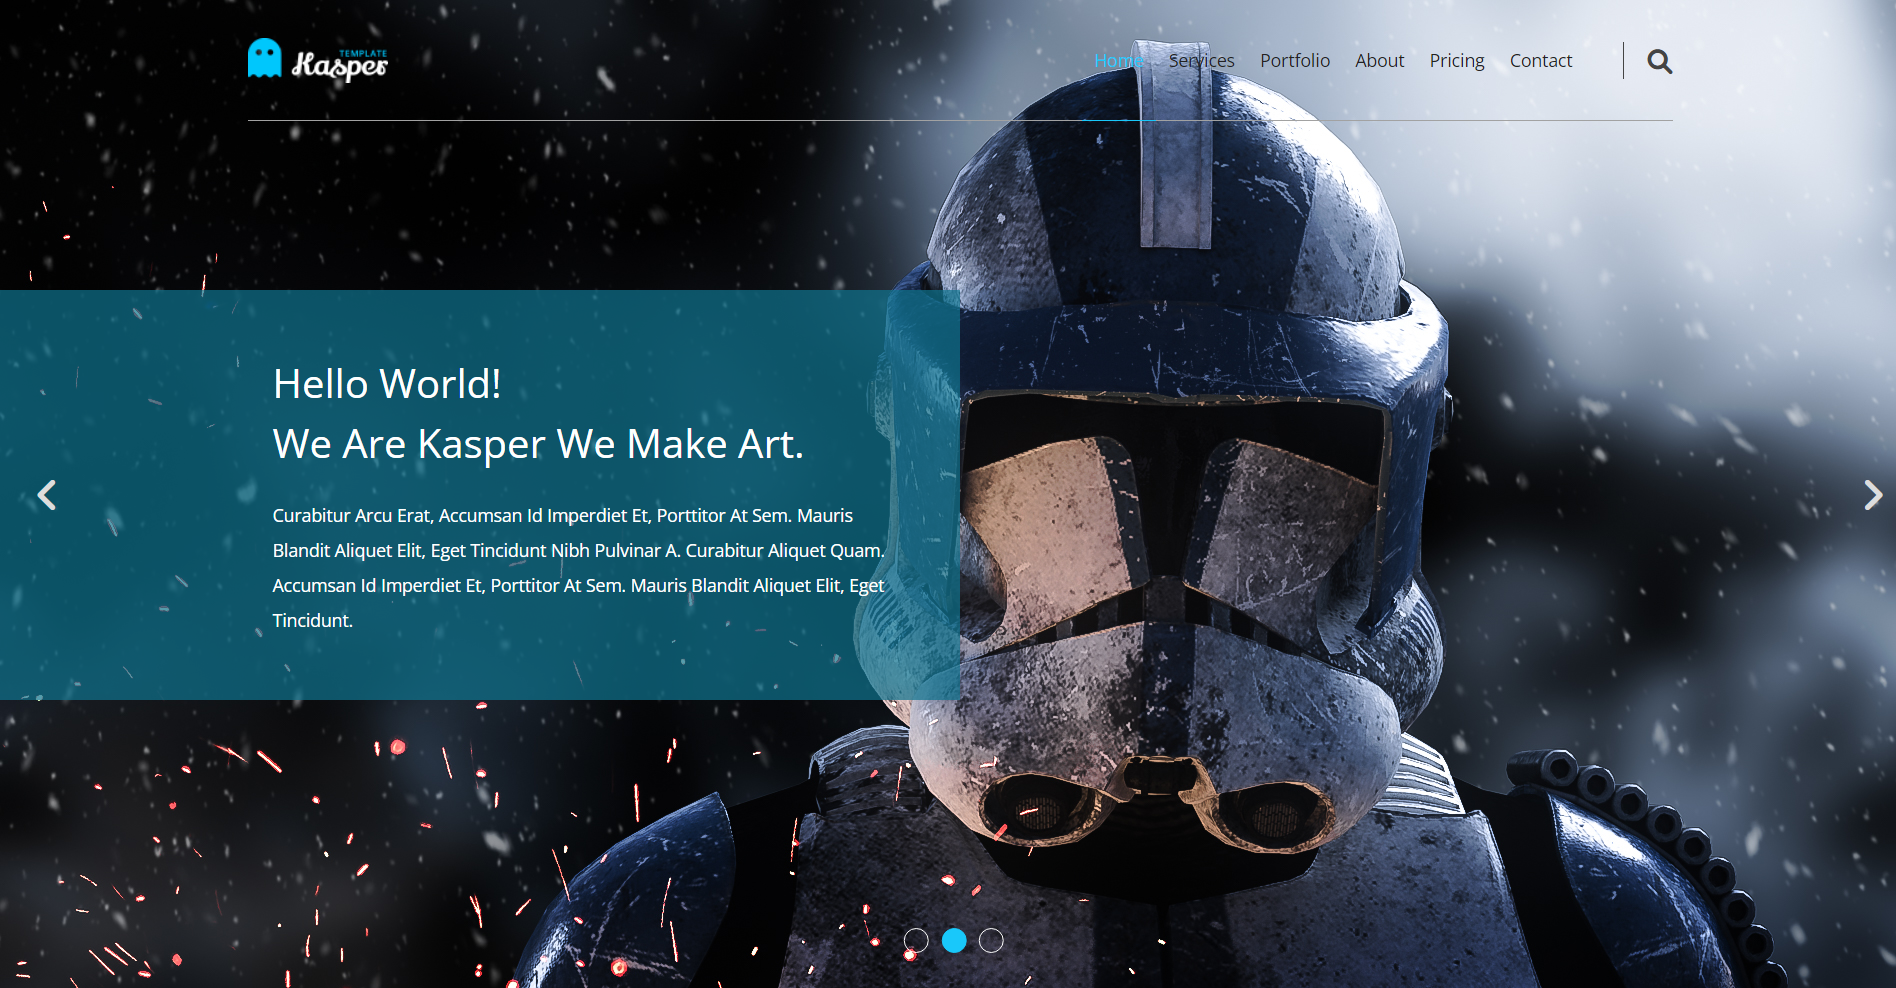 TEMPLATE
Kasper
Home Services Portfolio About Pricing Contact
Hello World!
We Are Kasper We Make Art.
Curabitur Arcu Erat, Accumsan Id Imperdiet Et, Porttitor At Sem. Mauris
Blandit Aliquet Elit, Eget Tincidunt Nibh Pulvinar A. Curabitur Aliquet Quam.
Accumsan Id Imperdiet Et, Porttitor At Sem. Mauris Blandit Aliquet Elit, Eget
Tincidunt.